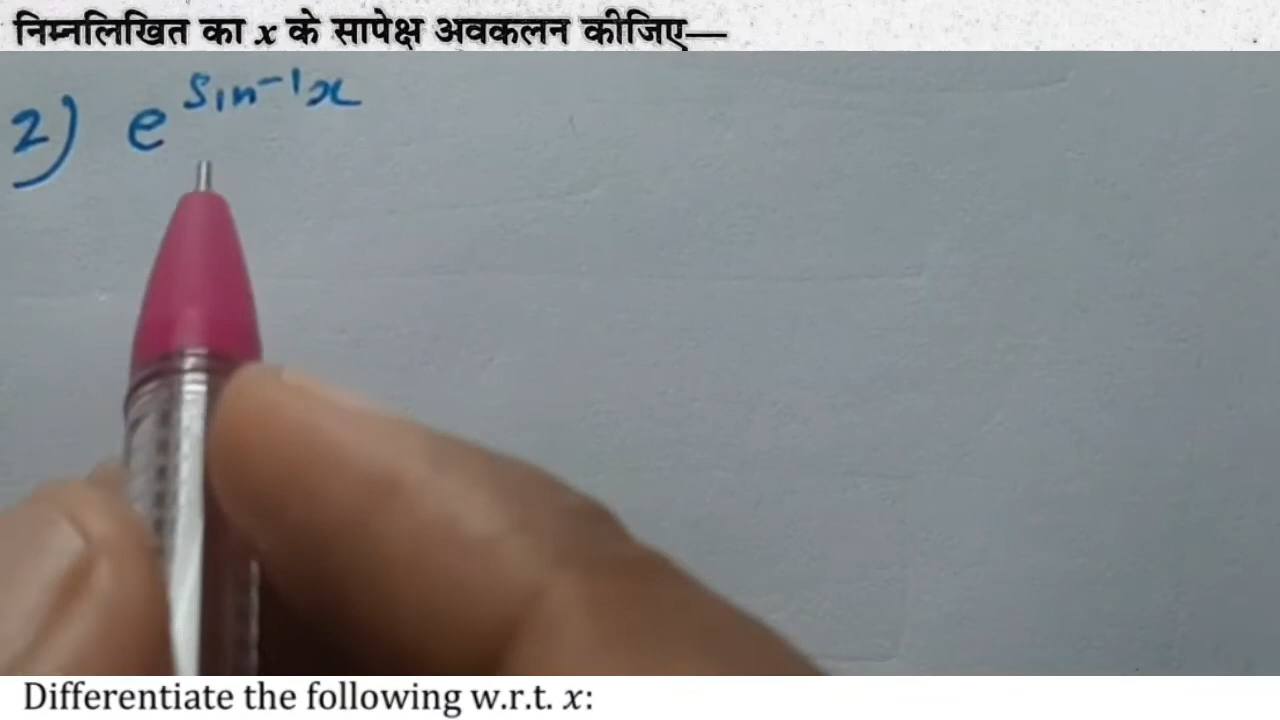 निम्नलिखित का x के सापेक्ष अवकलन कीजिए—
2) e^sin⁻¹x
Differentiate the following w.r.t. x: